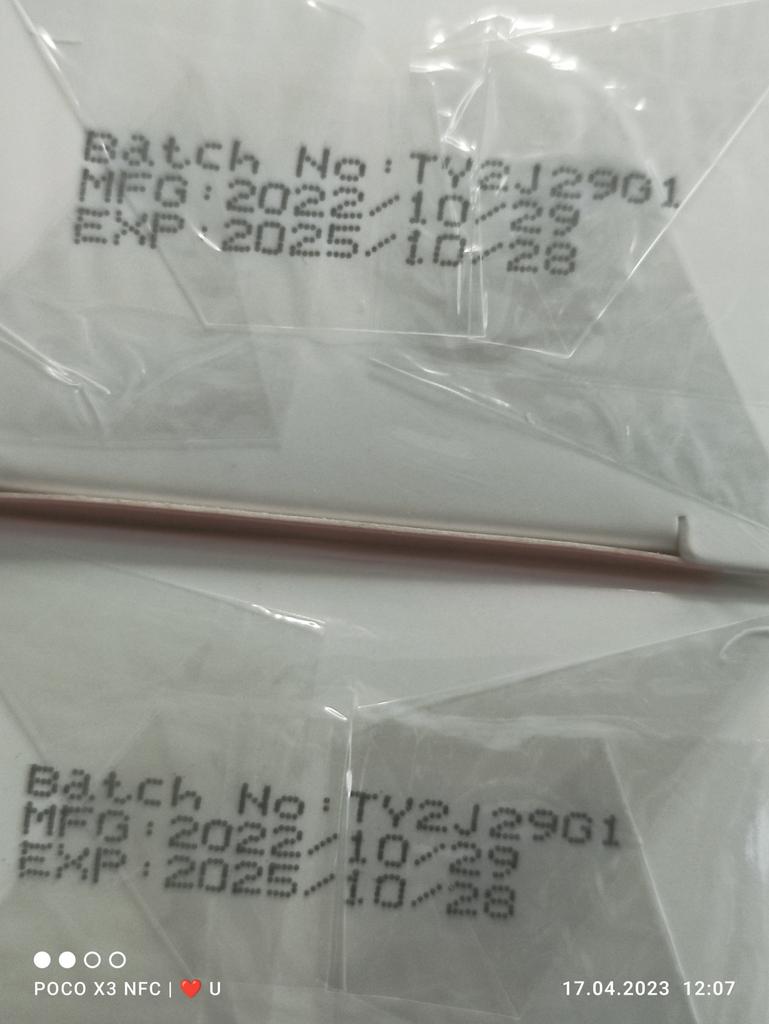 Batch No:TY2J29G1
MFG:2022/10/29
EXP:2025/10/28
Batch No:TY2J29G1
MFG:2022/10/29
EXP:2025/10/28
POCO X3 NFC | ❤️ U
17.04.2023 12:07